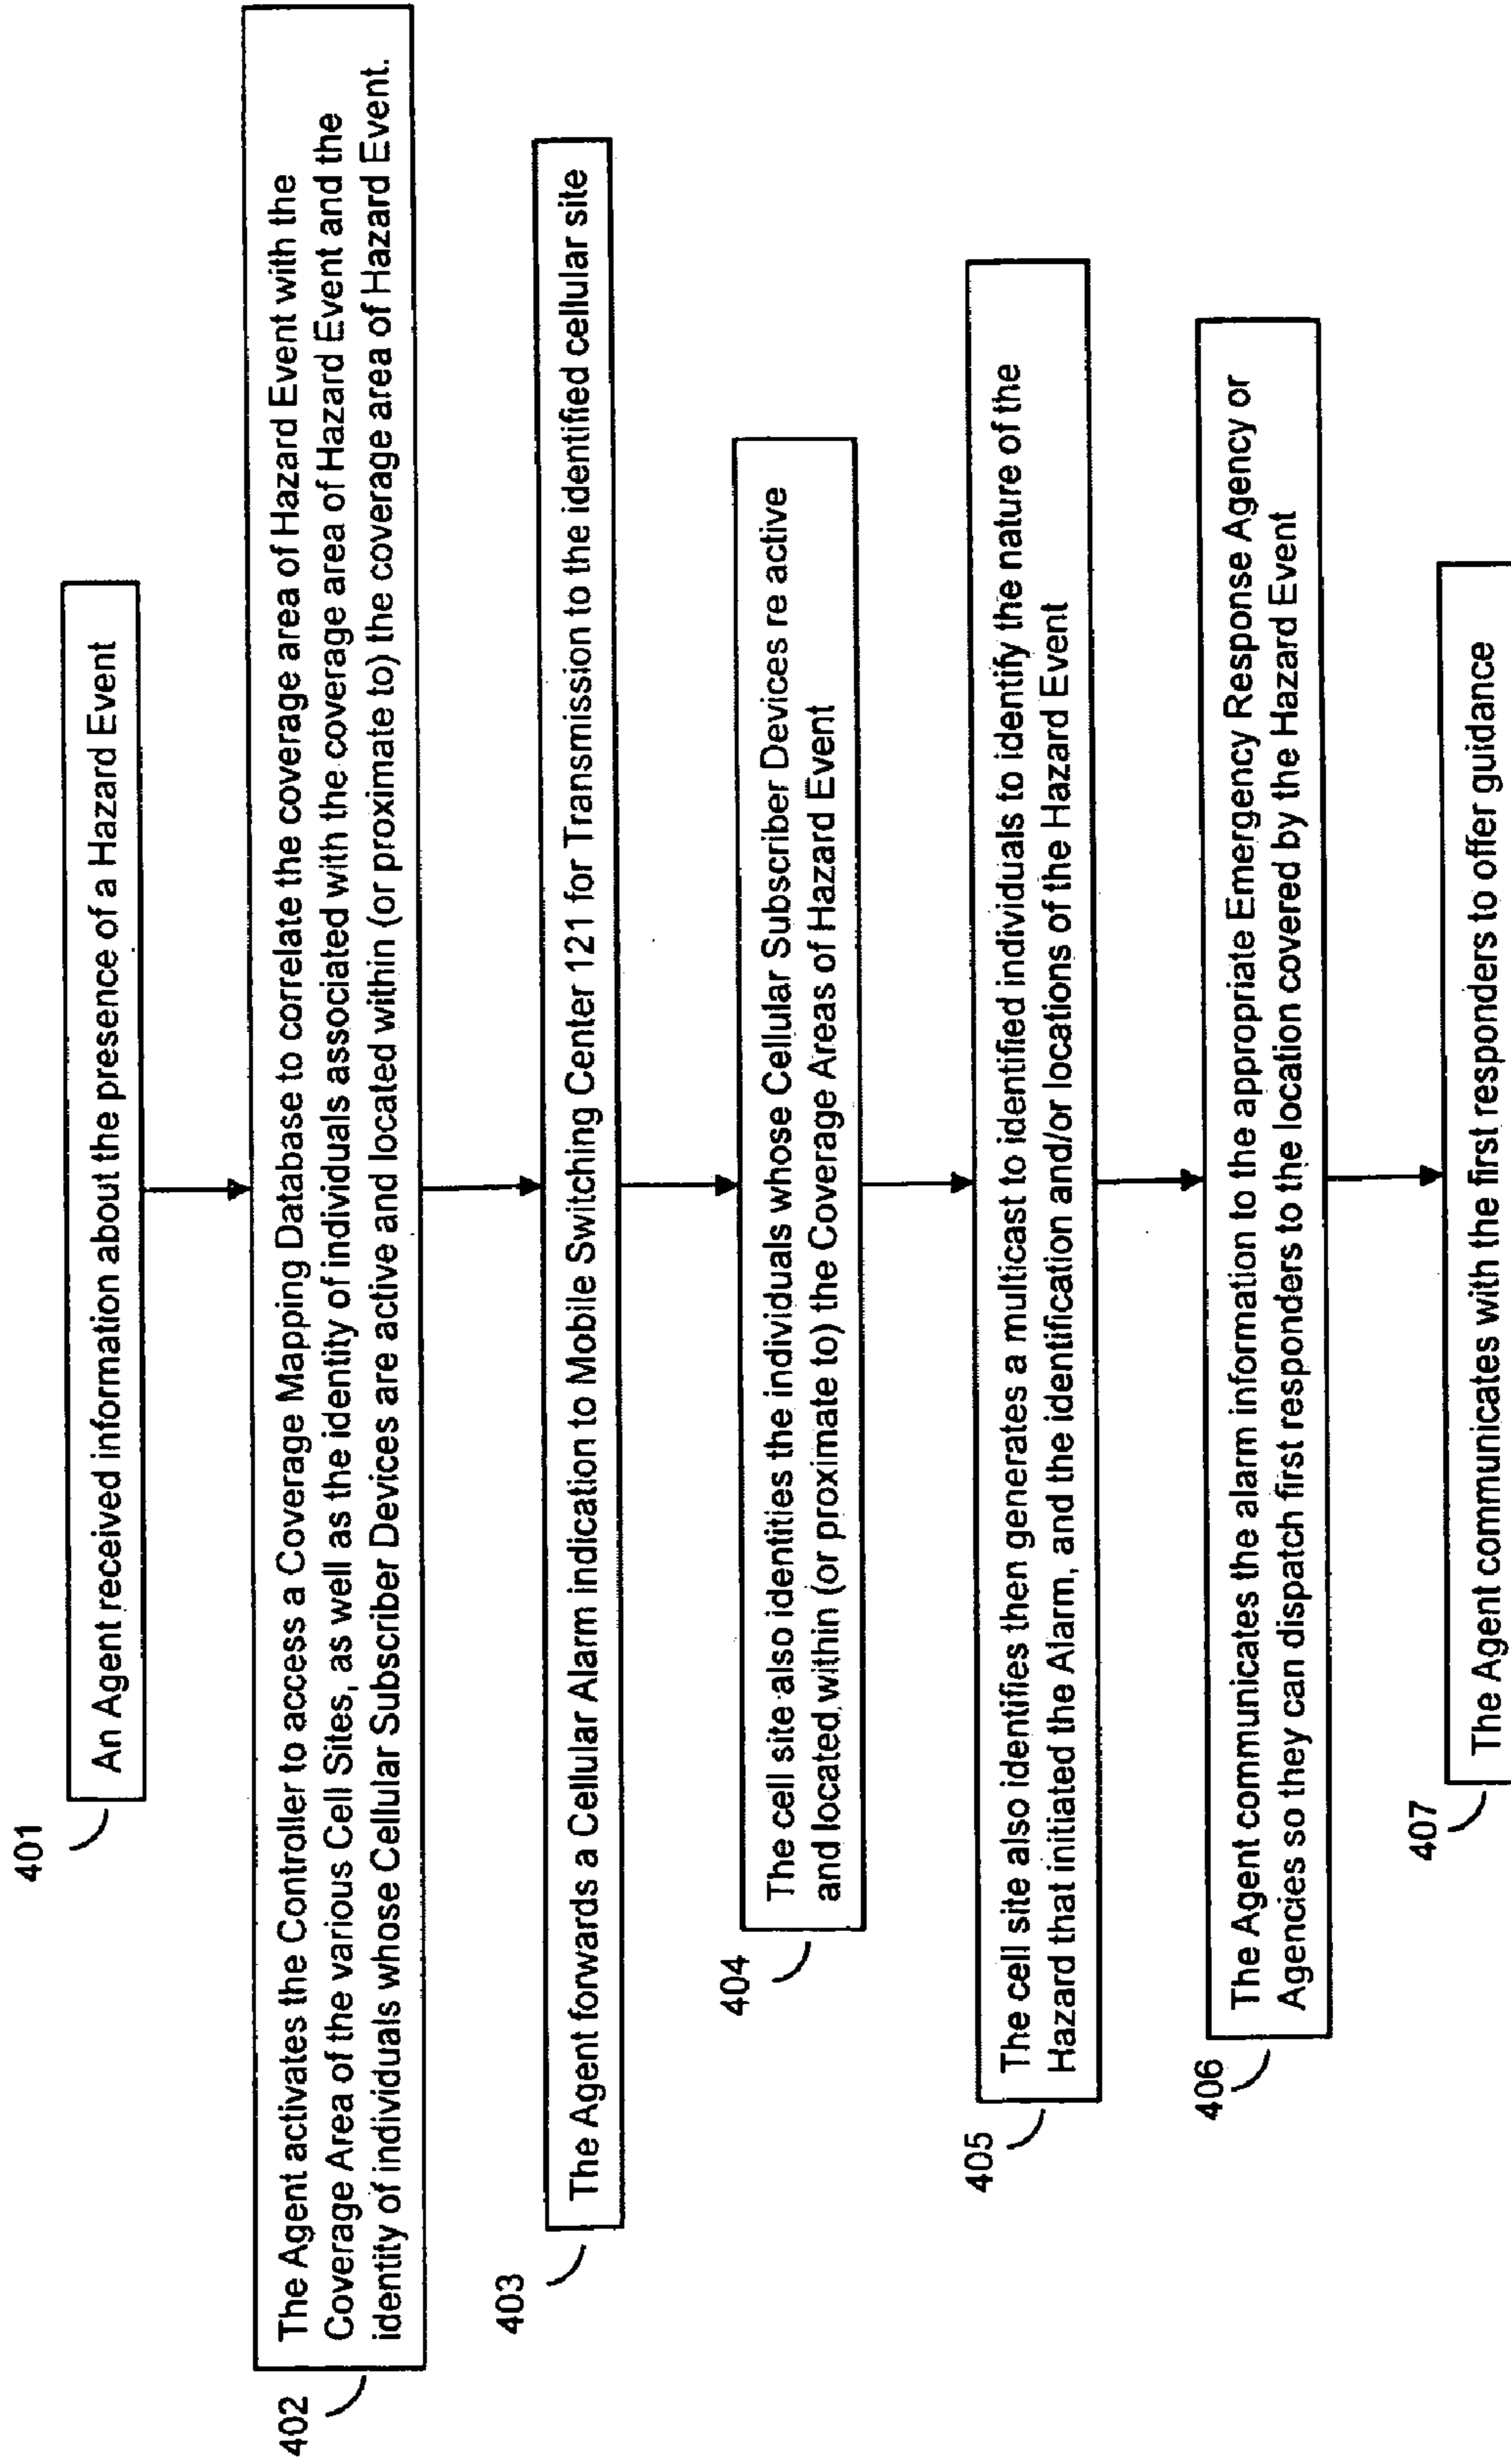 401
An Agent received information about the presence of a Hazard Event
402
The Agent activates the Controller to access a Coverage Mapping Database to correlate the coverage area of Hazard Event with the
Coverage Area of the various Cell Sites, as well as the identity of individuals associated with the coverage area of Hazard Event and the
identity of individuals whose Cellular Subscriber Devices are active and located within (or proximate to) the coverage area of Hazard Event.
403
The Agent forwards a Cellular Alarm indication to Mobile Switching Center 121 for Transmission to the identified cellular site
404
The cell site also identities the individuals whose Cellular Subscriber Devices re active
and located within (or proximate to) the Coverage Areas of Hazard Event
405
The cell site also identifies then generates a multicast to identified individuals to identify the nature of the
Hazard that initiated the Alarm, and the identification and/or locations of the Hazard Event
406
The Agent communicates the alarm information to the appropriate Emergency Response Agency or
Agencies so they can dispatch first responders to the location covered by the Hazard Event
407
The Agent communicates with the first responders to offer guidance